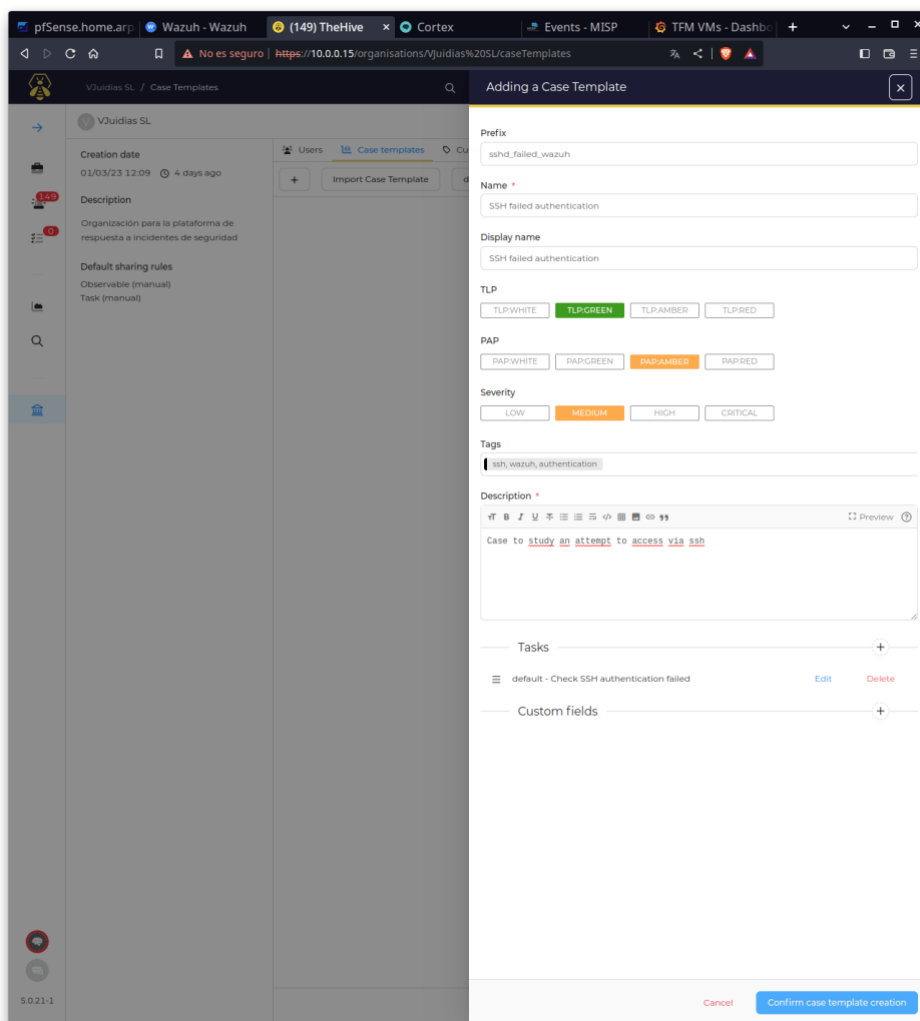 pfSense.home.arp
Wazuh - Wazuh
(149) TheHive
Cortex
Events - MISP
TFM VMs - Dashbo
No es seguro
https://10.0.0.15/organisations/VJuidias%20SL/caseTemplates
VJuidias SL / Case Templates
Adding a Case Template
V
VJuidias SL
Creation date
01/03/23 12:09
4 days ago
Description
Organización para la plataforma de
respuesta a incidentes de seguridad
Default sharing rules
Observable (manual)
Task (manual)
149
0
Users
Case templates
Cu
+
Import Case Template
d
Prefix
sshd_failed_wazuh
Name *
SSH failed authentication
Display name
SSH failed authentication
TLP
TLP:WHITE
TLP:GREEN
TLP:AMBER
TLP:RED
PAP
PAP:WHITE
PAP:GREEN
PAP:AMBER
PAP:RED
Severity
LOW
MEDIUM
HIGH
CRITICAL
Tags
ssh, wazuh, authentication
Description *
Preview
Case to study an attempt to access via ssh
Tasks
default - Check SSH authentication failed
Edit
Delete
Custom fields
5.0.21-1
Cancel
Confirm case template creation